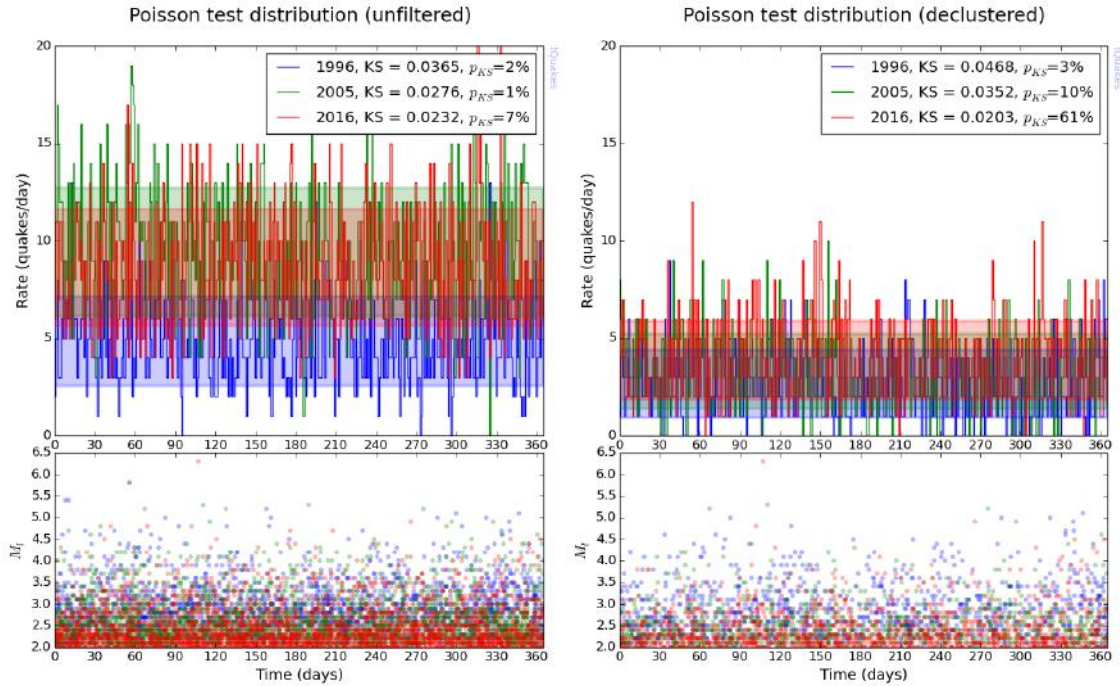 Poisson test distribution (unfiltered)
20
15
10
5
0
Rate (quakes/day)
1996, KS = 0.0365, pKS=2%
2005, KS = 0.0276, pKS=1%
2016, KS = 0.0232, pKS=7%
tQuakes
0 30 60 90 120 150 180 210 240 270 300 330 360
6.5
6.0
5.5
5.0
4.5
4.0
3.5
3.0
2.5
2.0
Ml
0 30 60 90 120 150 180 210 240 270 300 330 360
Time (days)
Poisson test distribution (declustered)
20
15
10
5
0
Rate (quakes/day)
1996, KS = 0.0468, pKS=3%
2005, KS = 0.0352, pKS=10%
2016, KS = 0.0203, pKS=61%
tQuakes
0 30 60 90 120 150 180 210 240 270 300 330 360
6.5
6.0
5.5
5.0
4.5
4.0
3.5
3.0
2.5
2.0
Ml
0 30 60 90 120 150 180 210 240 270 300 330 360
Time (days)